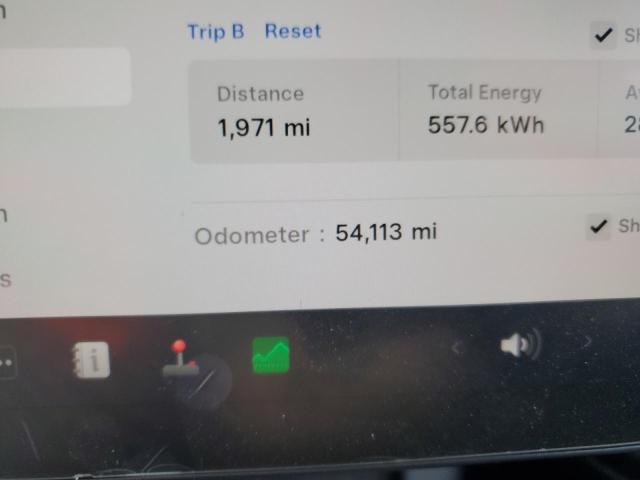 Trip B Reset
Distance Total Energy
1,971 mi 557.6 kWh
Odometer : 54,113 mi